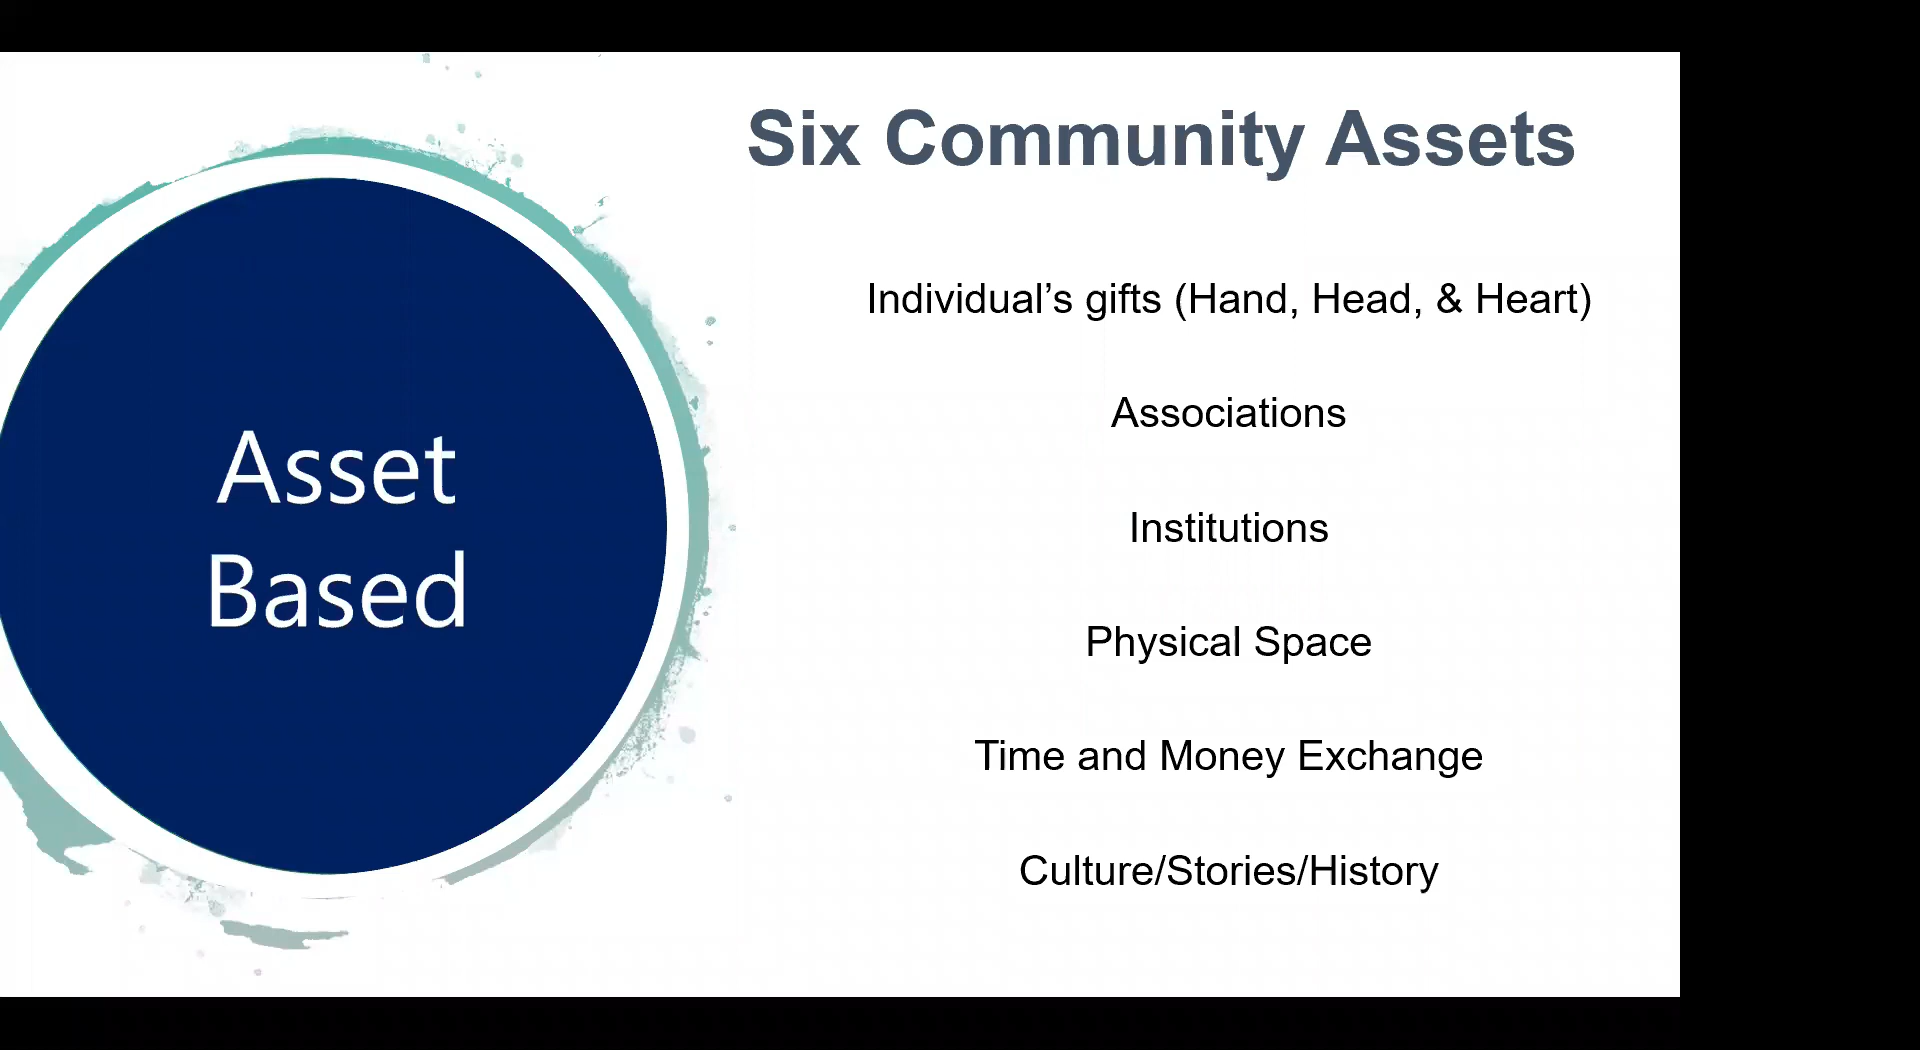 Six Community Assets
Asset
Based
Individual’s gifts (Hand, Head, & Heart)
Associations
Institutions
Physical Space
Time and Money Exchange
Culture/Stories/History